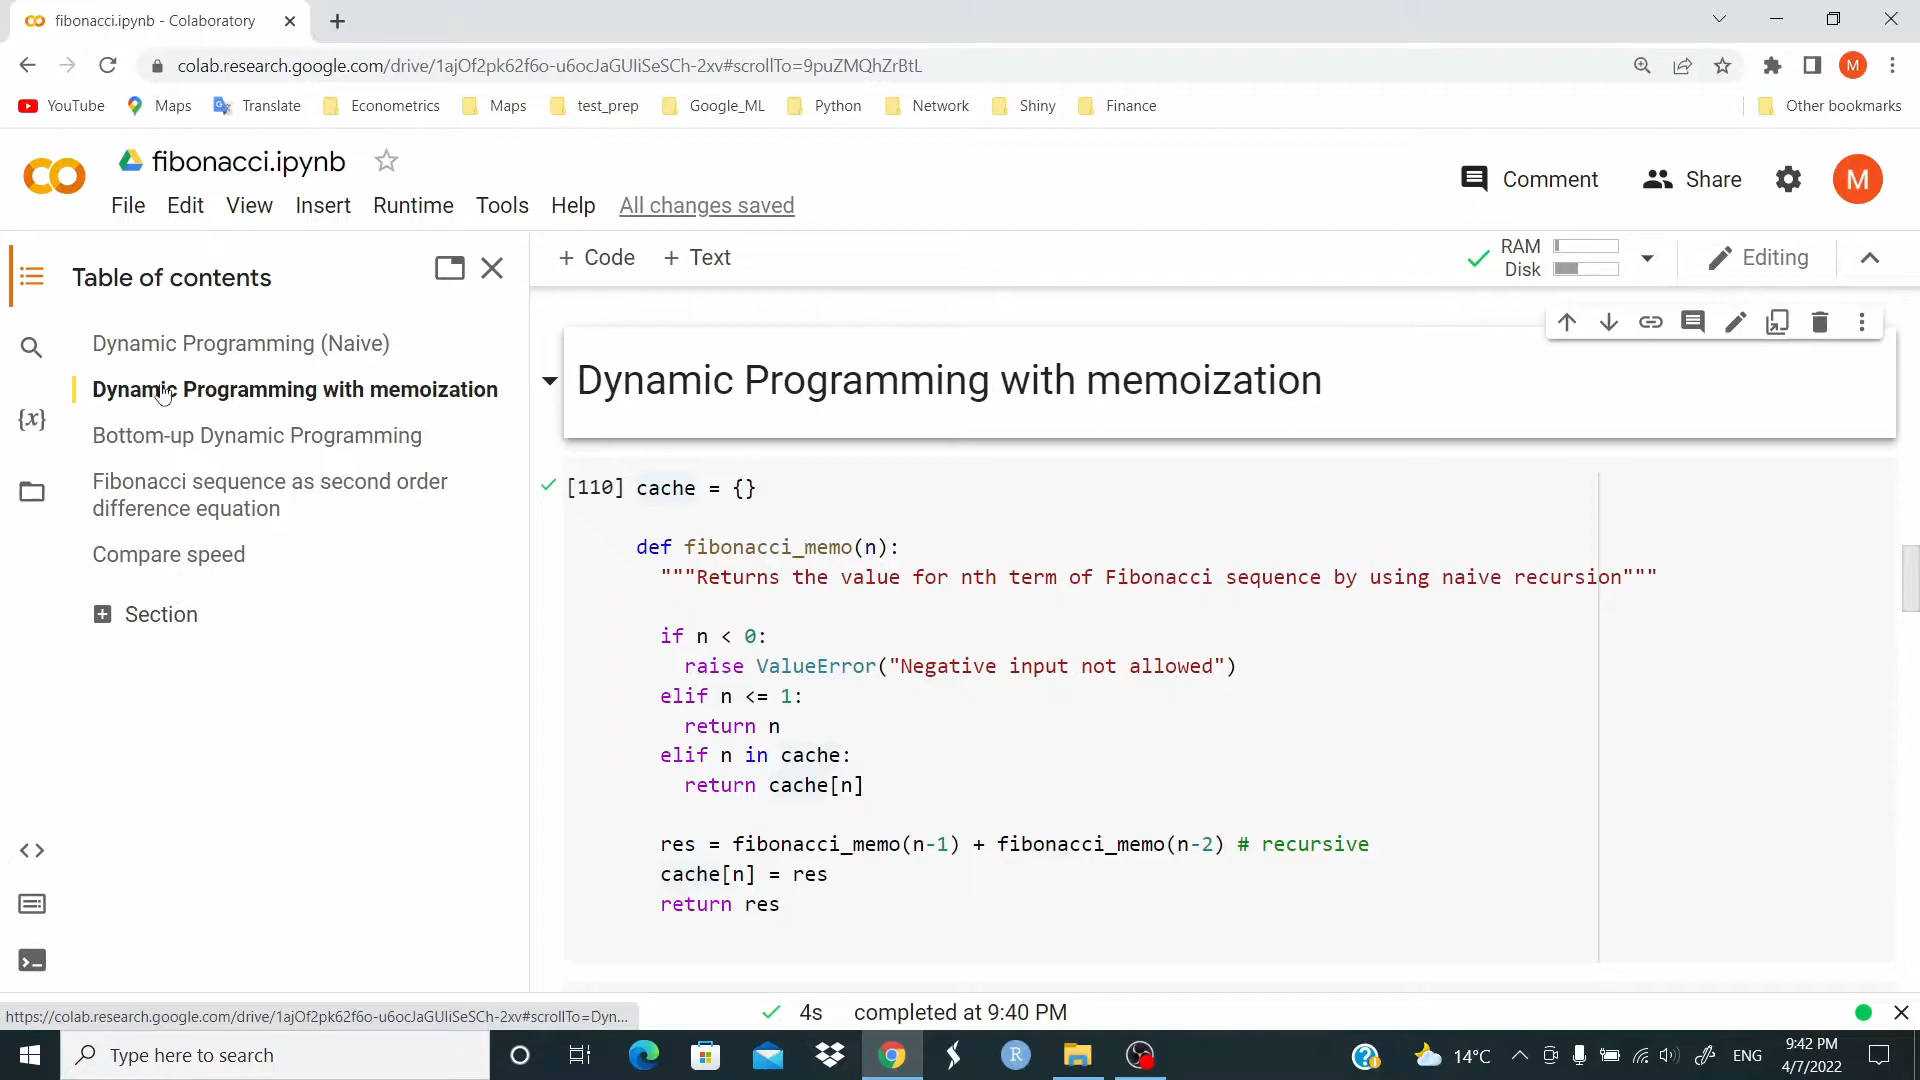 fibonacci.ipynb - Colaboratory
colab.research.google.com/drive/1ajOf2pk62f6o-u6ocJaGUIiSeSCh-2xv#scrollTo=9puZMQhZrBtL
M
YouTube Maps Translate Econometrics Maps test_prep Google_ML Python Network Shiny Finance Other bookmarks
fibonacci.ipynb
Comment Share M
File Edit View Insert Runtime Tools Help All changes saved
Table of contents
+ Code + Text
RAM
Disk
Editing
Dynamic Programming (Naive)
Dynamic Programming with memoization
Bottom-up Dynamic Programming
Fibonacci sequence as second order
difference equation
Compare speed
Section
{x}
Dynamic Programming with memoization
[110] cache = {}
def fibonacci_memo(n):
"""Returns the value for nth term of Fibonacci sequence by using naive recursion"""
if n < 0:
raise ValueError("Negative input not allowed")
elif n <= 1:
return n
elif n in cache:
return cache[n]
res = fibonacci_memo(n-1) + fibonacci_memo(n-2) # recursive
cache[n] = res
return res
https://colab.research.google.com/drive/1ajOf2pk62f6o-u6ocJaGUIiSeSCh-2xv#scrollTo=Dyn...
4s completed at 9:40 PM
Type here to search
R
14°C
ENG
9:42 PM
4/7/2022